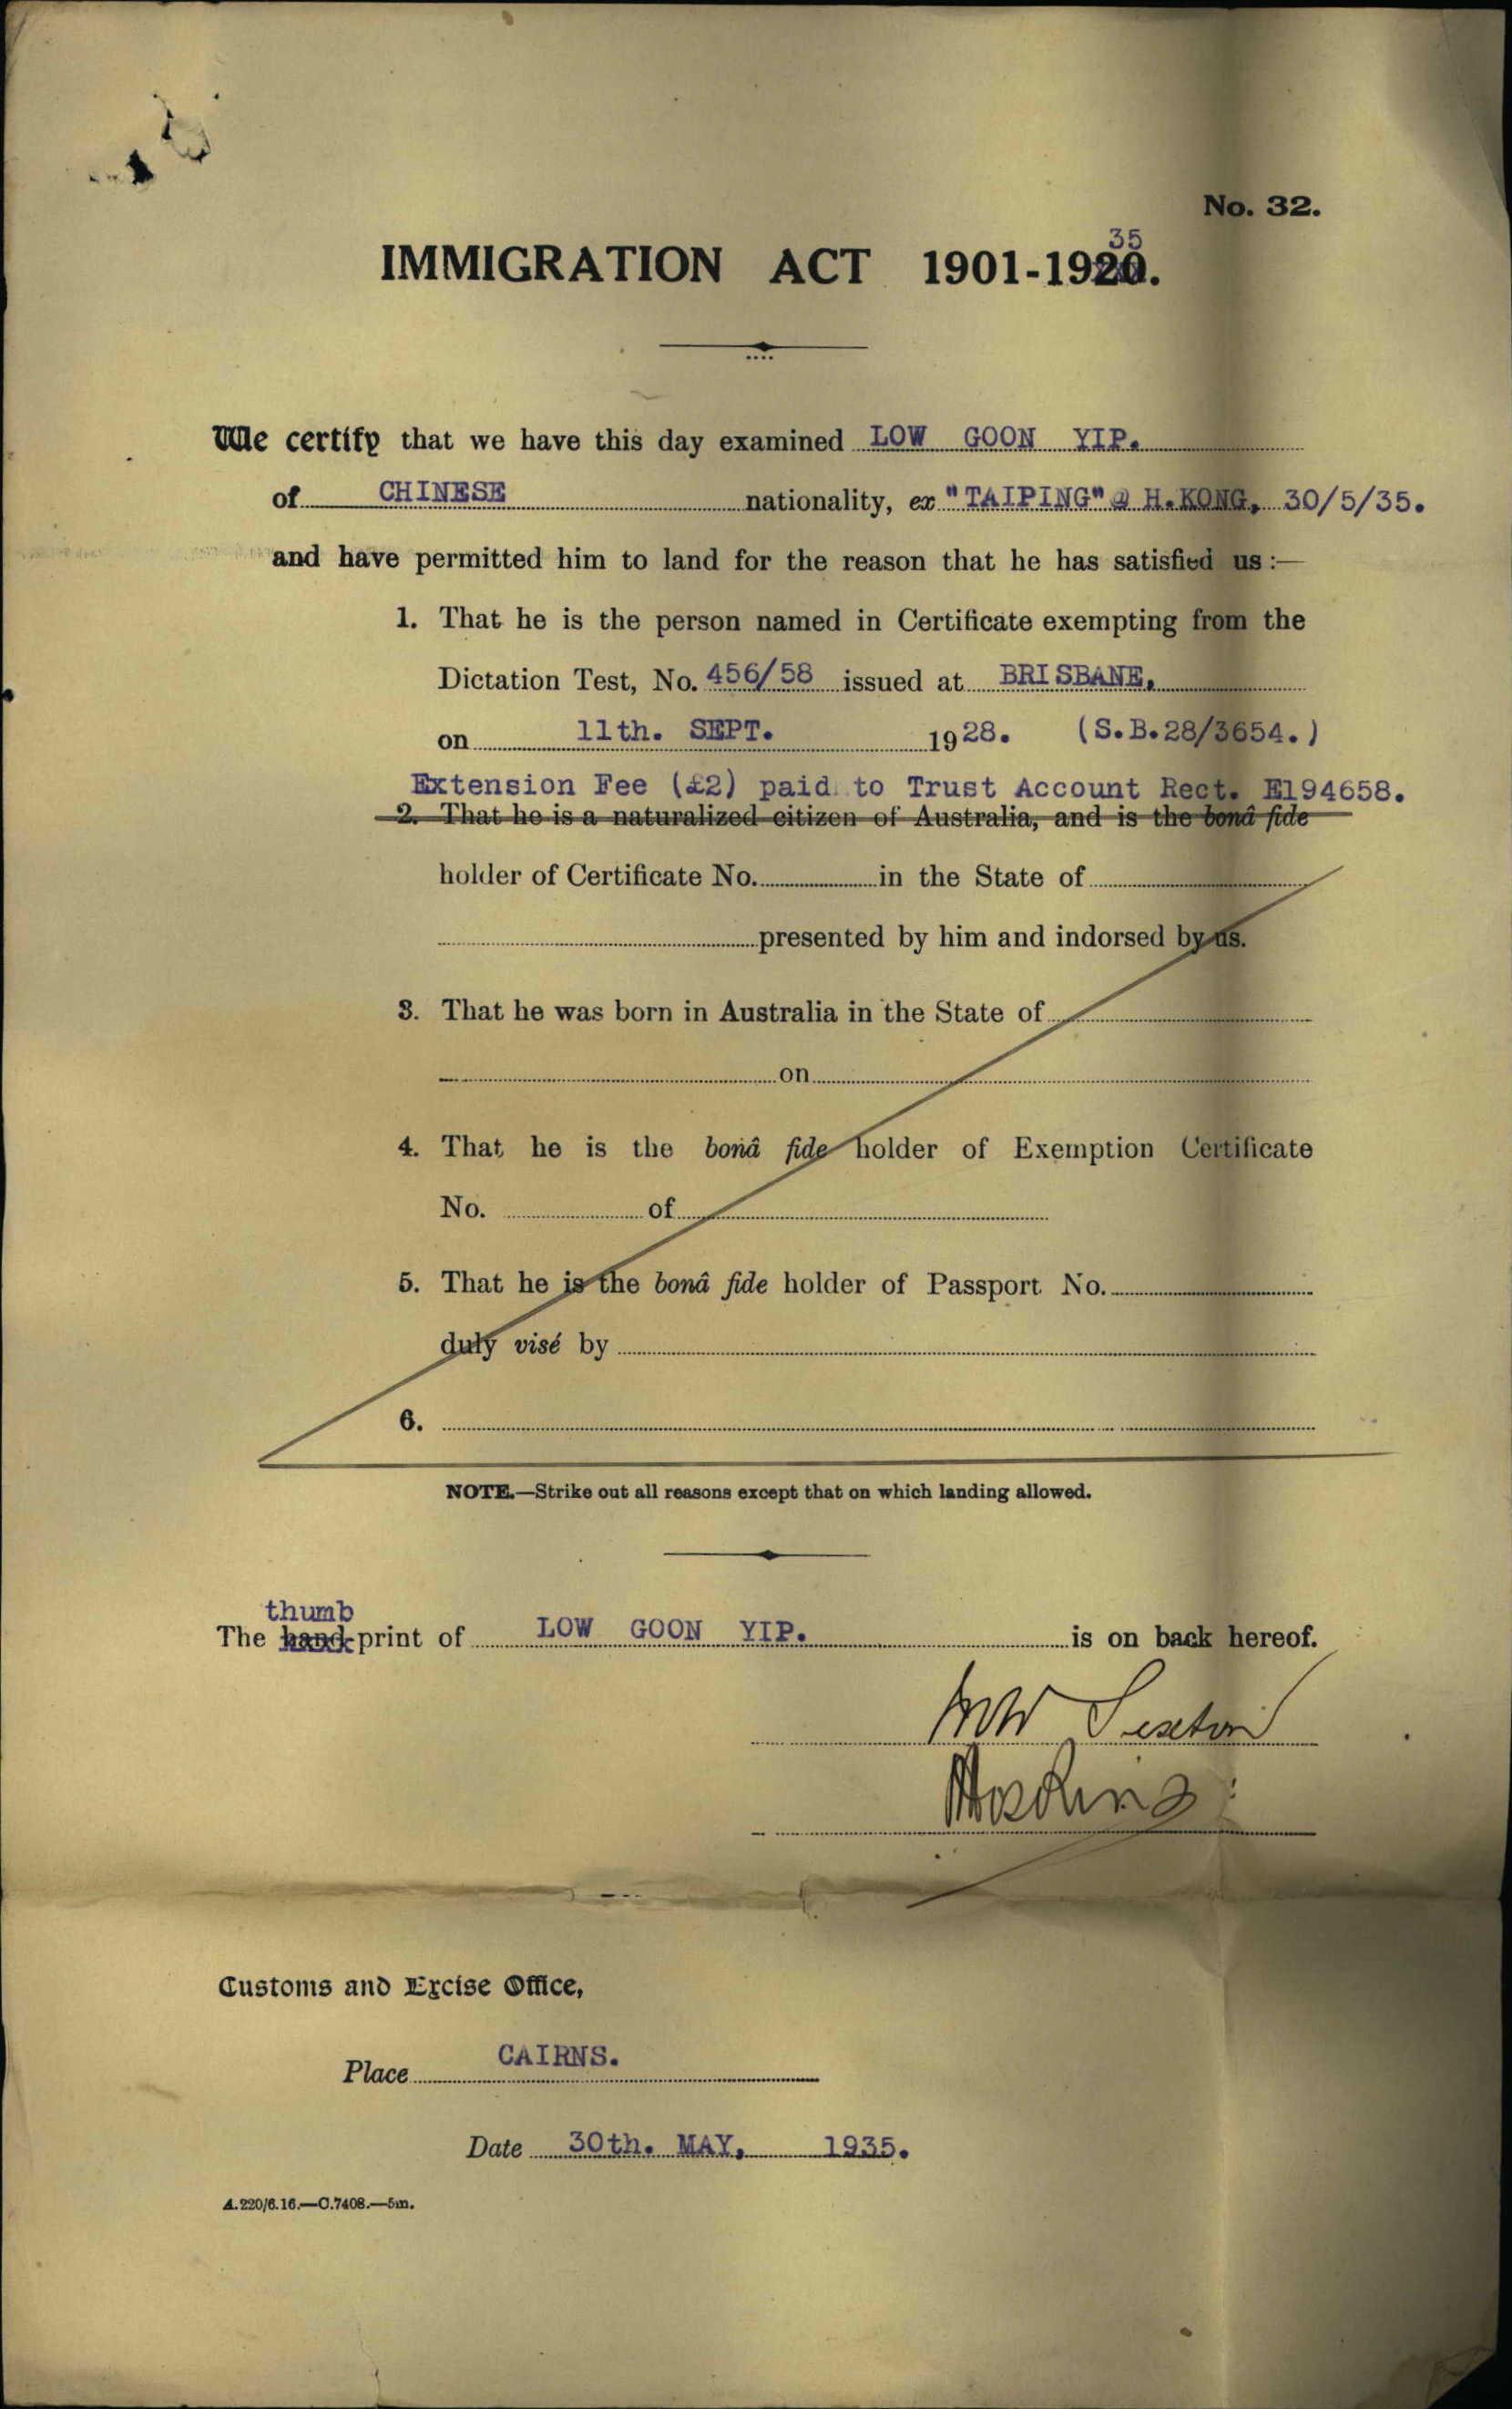 No. 32.
35
IMMIGRATION ACT 1901-1920.
We certify that we have this day examined LOW GOON YIP.
of CHINESE nationality, ex "TAIPING" @ H.KONG, 30/5/35.
and have permitted him to land for the reason that he has satisfied us :—
1. That he is the person named in Certificate exempting from the
Dictation Test, No. 456/58 issued at BRISBANE,
on 11th. SEPT. 1928. (S.B.28/3654.)
Extension Fee (£2) paid to Trust Account Rect. E194658.
2. That he is a naturalized citizen of Australia, and is the bonâ fide
holder of Certificate No. in the State of
presented by him and indorsed by us.
3. That he was born in Australia in the State of
on
4. That he is the bonâ fide holder of Exemption Certificate
No. of
5. That he is the bonâ fide holder of Passport No.
duly visé by
6.
NOTE.—Strike out all reasons except that on which landing allowed.
thumb
The hand print of LOW GOON YIP. is on back hereof.
Sexton
Customs and Excise Office,
Place CAIRNS.
Date 30th. MAY, 1935.
A.220/6.16.—C.7408.—5m.